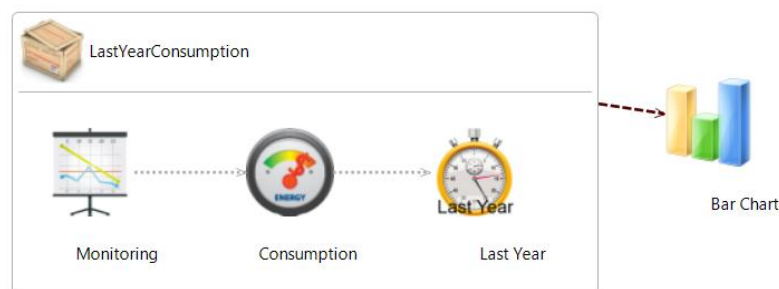 LastYearConsumption
ENERGY
Last Year
Monitoring
Consumption
Last Year
Bar Chart